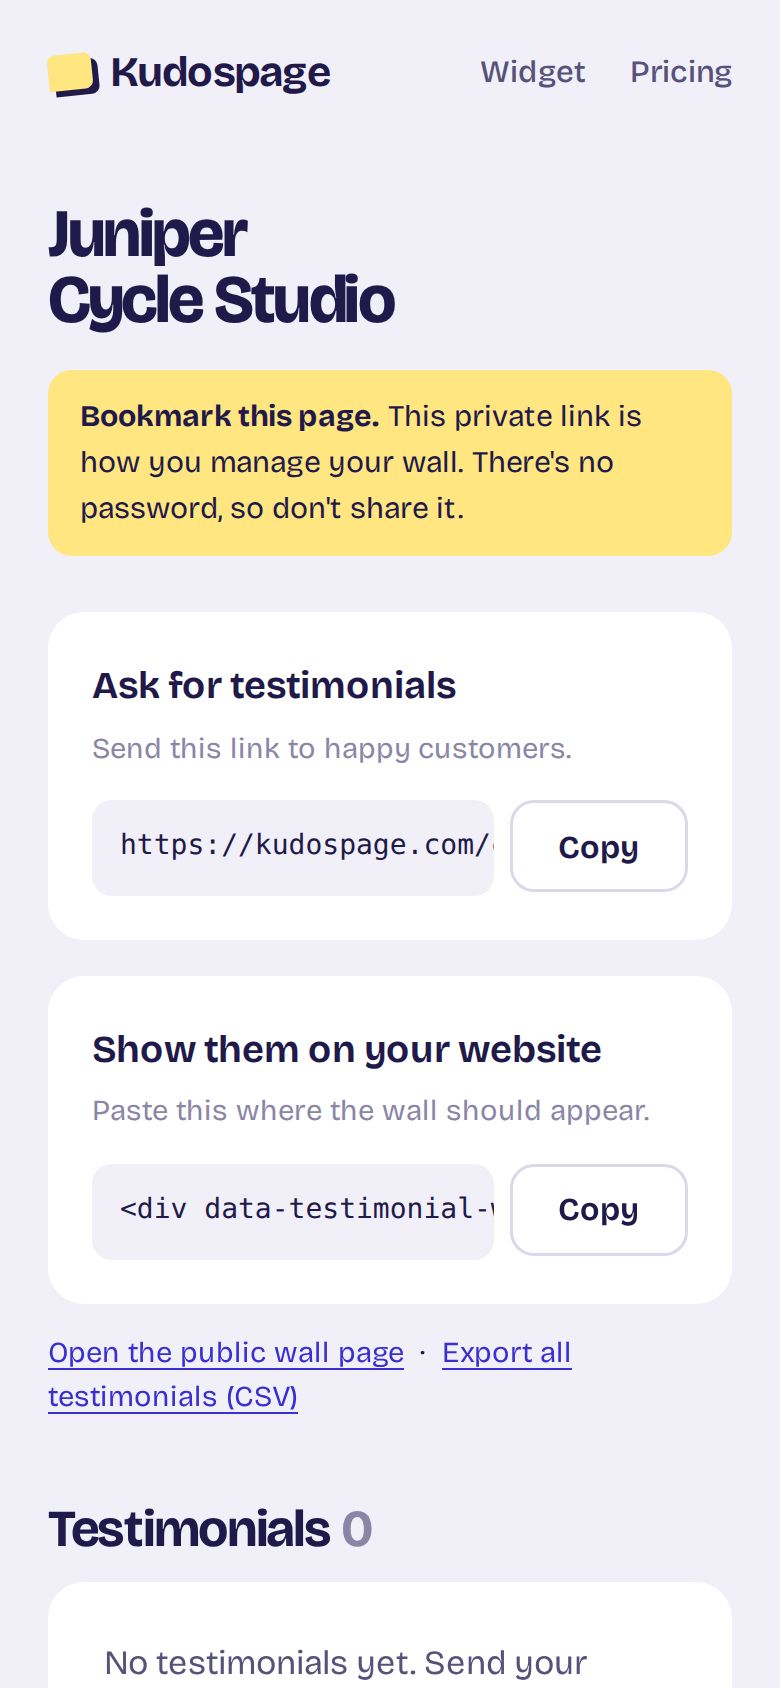 Kudospage
Widget Pricing
Juniper
Cycle Studio
Bookmark this page. This private link is
how you manage your wall. There's no
password, so don't share it.
Ask for testimonials
Send this link to happy customers.
https://kudospage.com/
Copy
Show them on your website
Paste this where the wall should appear.
<div data-testimonial-
Copy
Open the public wall page · Export all
testimonials (CSV)
Testimonials 0
No testimonials yet. Send your